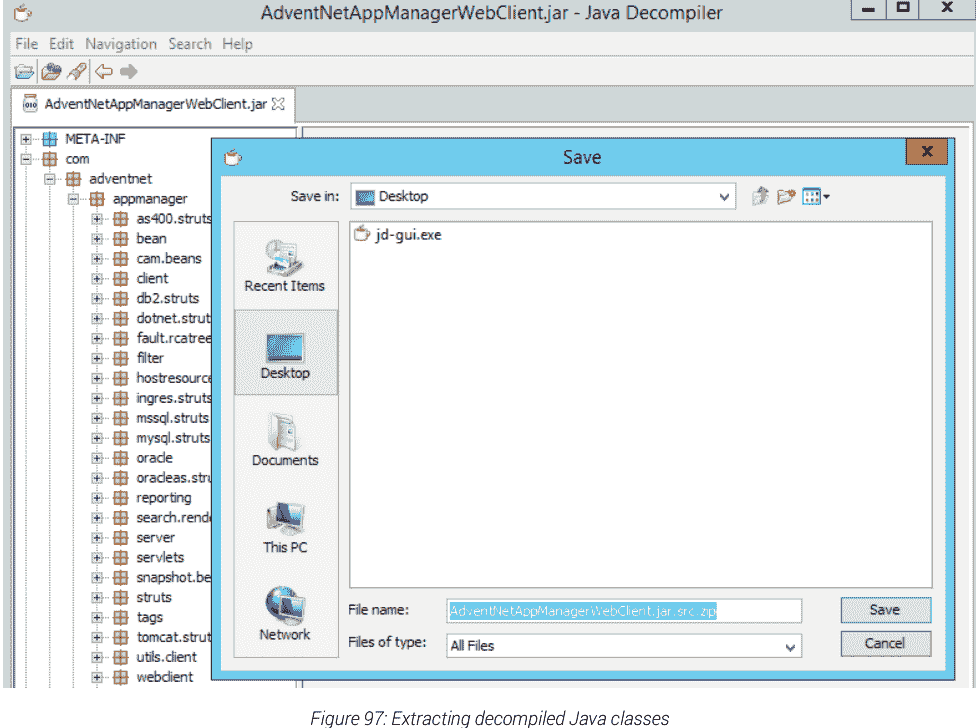 AdventNetAppManagerWebClient.jar - Java Decompiler
File Edit Navigation Search Help
AdventNetAppManagerWebClient.jar
META-INF
com
adventnet
appmanager
as400.struts
bean
cam.beans
client
db2.struts
dotnet.strut
fault.rcatree
filter
hostresource
ingres.struts
mssql.struts
mysql.struts
oracle
oracleas.stru
reporting
search.rende
server
servlets
snapshot.be
struts
tags
tomcat.strut
utils.client
webclient
Save
Save in: Desktop
jd-gui.exe
Recent Items
Desktop
Documents
This PC
Network
File name: AdventNetAppManagerWebClient.jar.src.zip Save
Files of type: All Files Cancel
Figure 97: Extracting decompiled Java classes